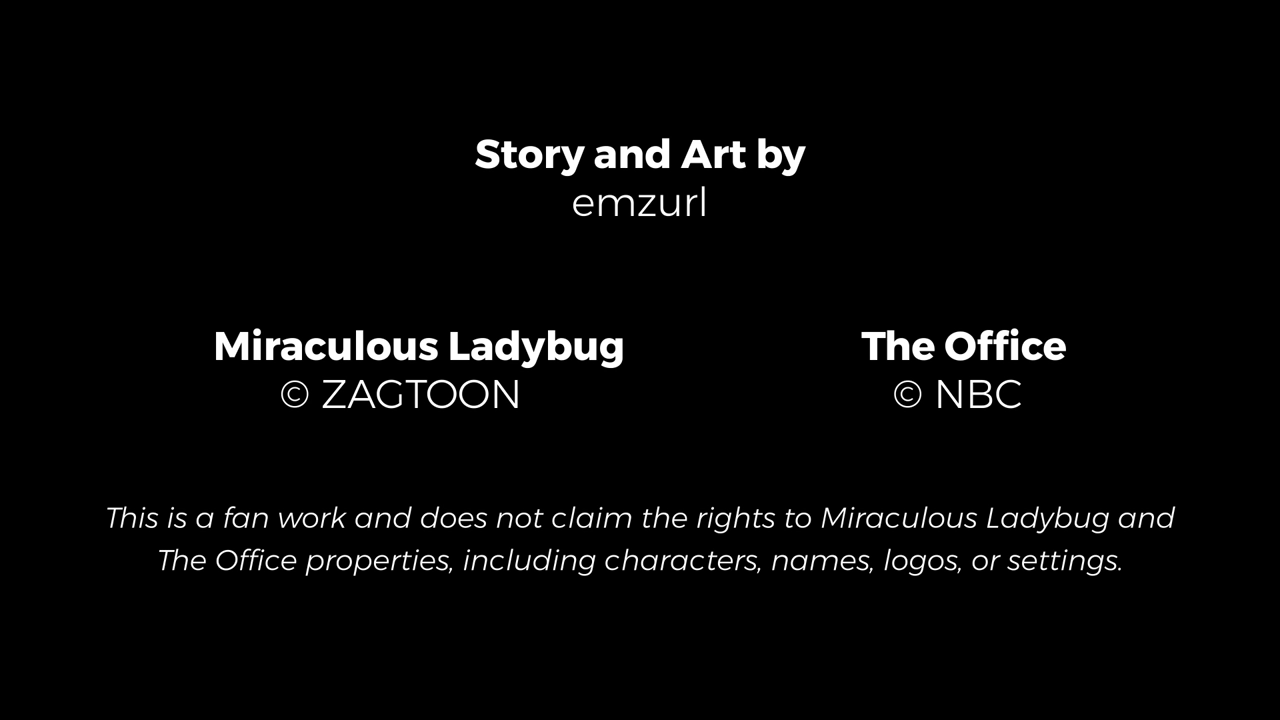 Story and Art by
emzurl
Miraculous Ladybug
© ZAGTOON
The Office
© NBC
This is a fan work and does not claim the rights to Miraculous Ladybug and
The Office properties, including characters, names, logos, or settings.